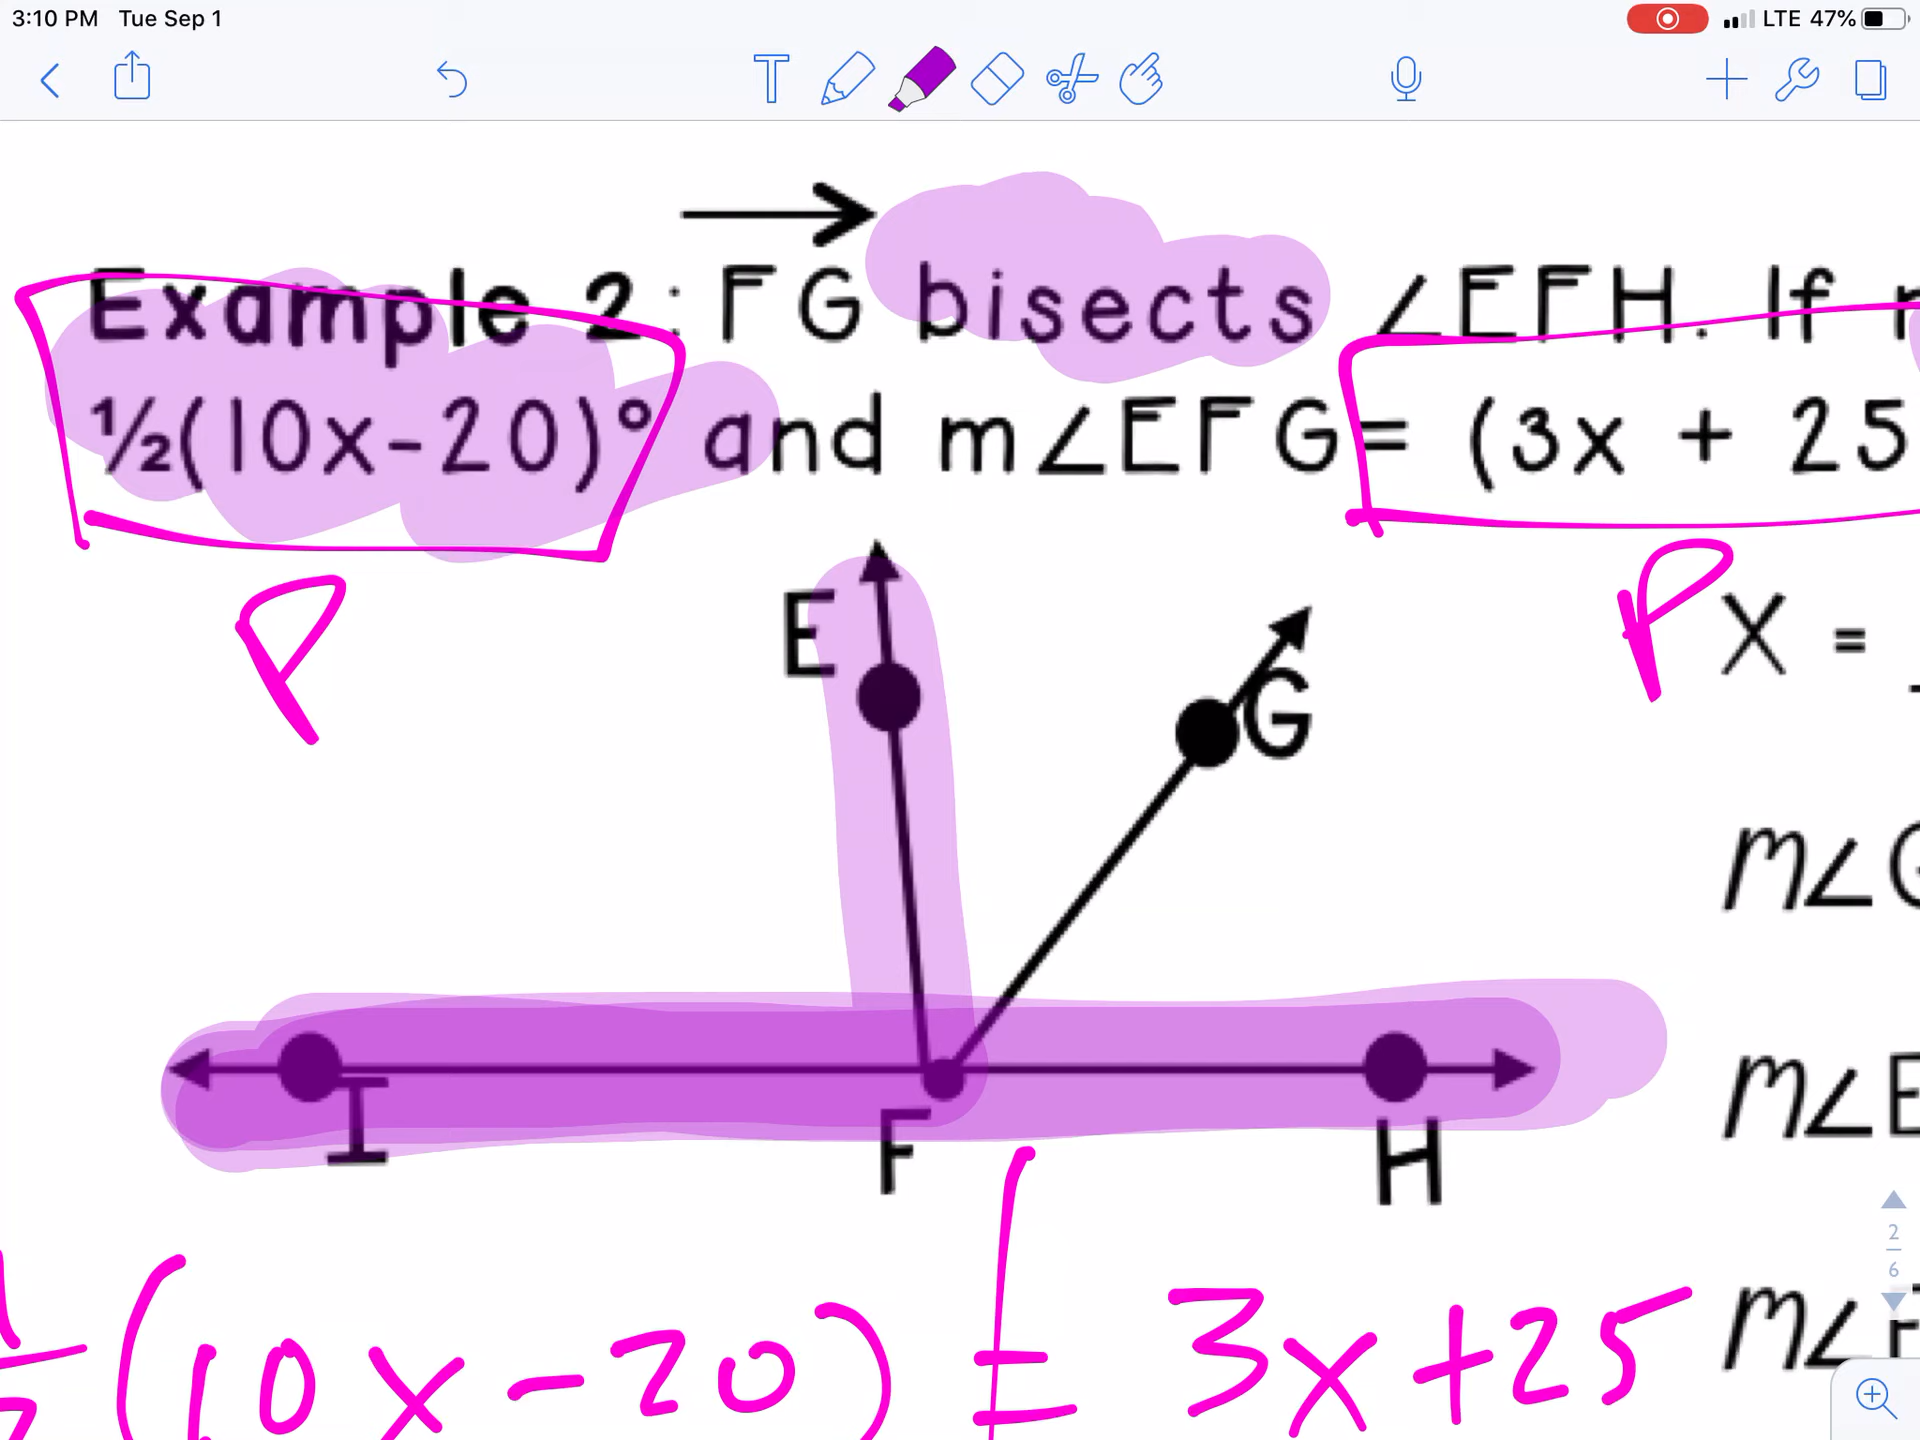 3:10 PM Tue Sep 1 LTE 47%
T
Example 2: FG bisects ∠EFH. If
½(10x-20)° and m∠EFG= (3x + 25
P
P
E
G
X =
m∠
m∠E
I
F
H
2
6
(10x-20) = 3x+25
m∠